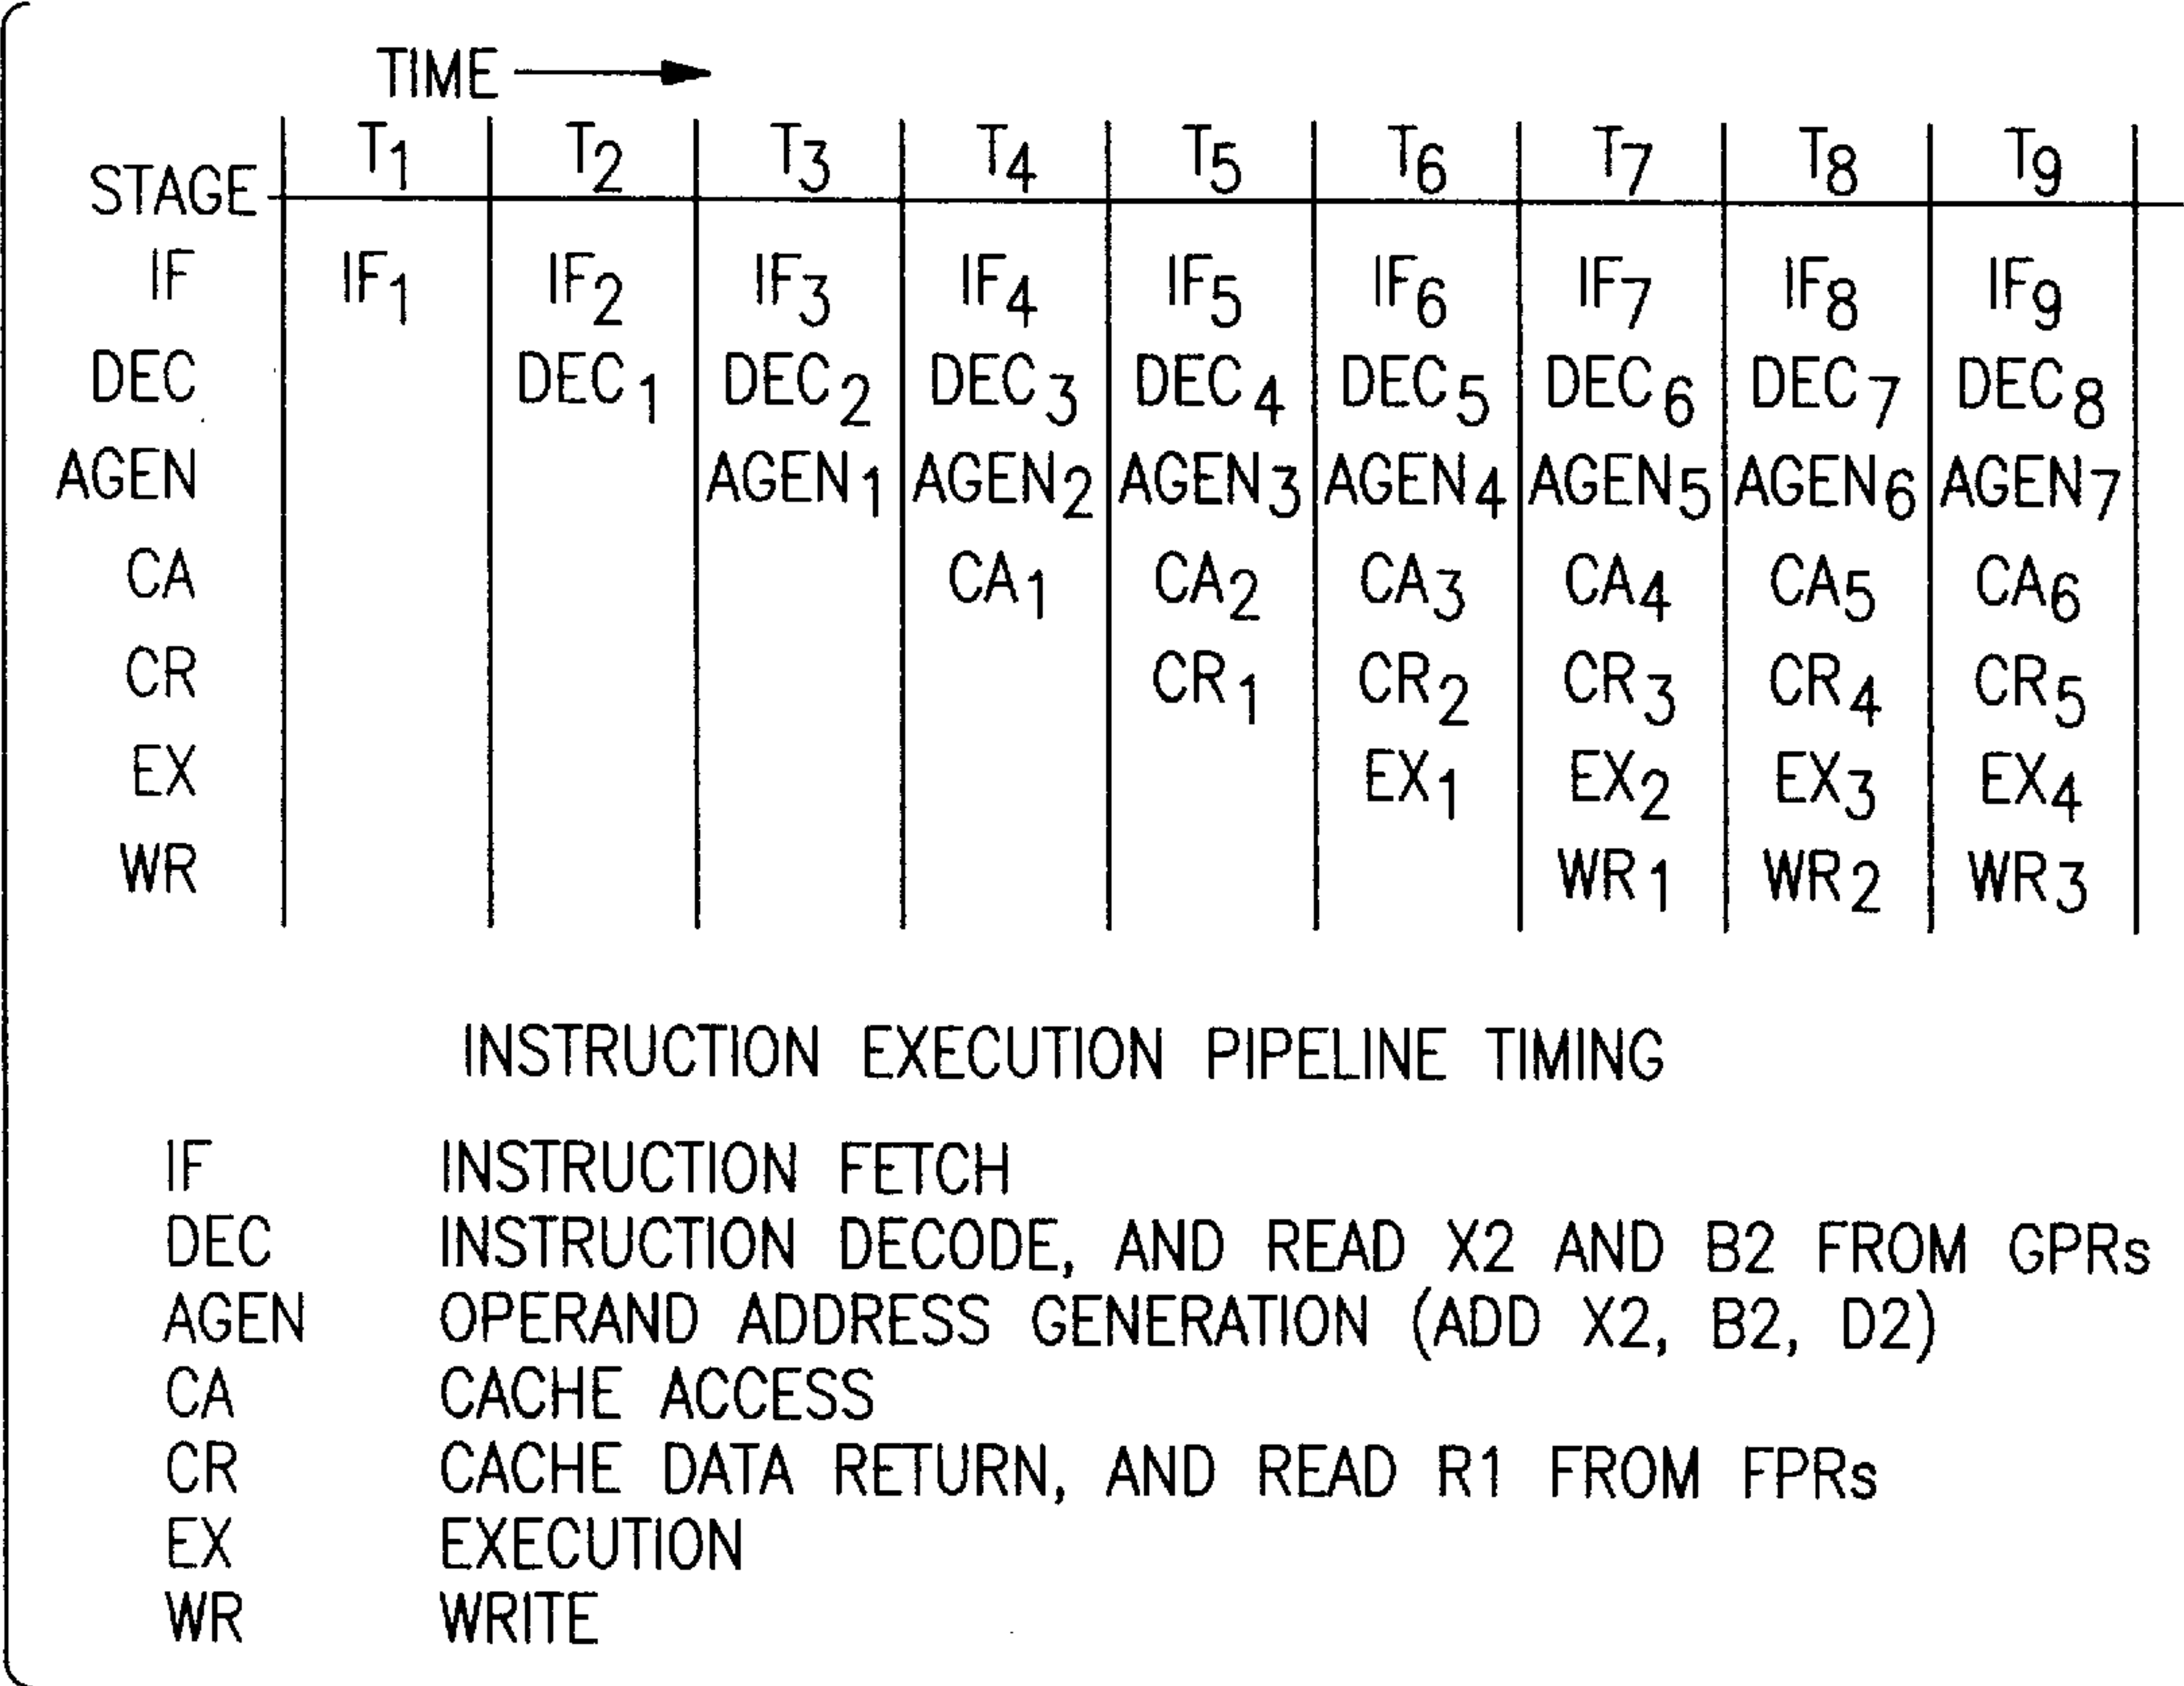 TIME
STAGE T1 T2 T3 T4 T5 T6 T7 T8 T9
IF IF1 IF2 IF3 IF4 IF5 IF6 IF7 IF8 IF9
DEC DEC1 DEC2 DEC3 DEC4 DEC5 DEC6 DEC7 DEC8
AGEN AGEN1 AGEN2 AGEN3 AGEN4 AGEN5 AGEN6 AGEN7
CA CA1 CA2 CA3 CA4 CA5 CA6
CR CR1 CR2 CR3 CR4 CR5
EX EX1 EX2 EX3 EX4
WR WR1 WR2 WR3
INSTRUCTION EXECUTION PIPELINE TIMING
IF INSTRUCTION FETCH
DEC INSTRUCTION DECODE, AND READ X2 AND B2 FROM GPRs
AGEN OPERAND ADDRESS GENERATION (ADD X2, B2, D2)
CA CACHE ACCESS
CR CACHE DATA RETURN, AND READ R1 FROM FPRs
EX EXECUTION
WR WRITE